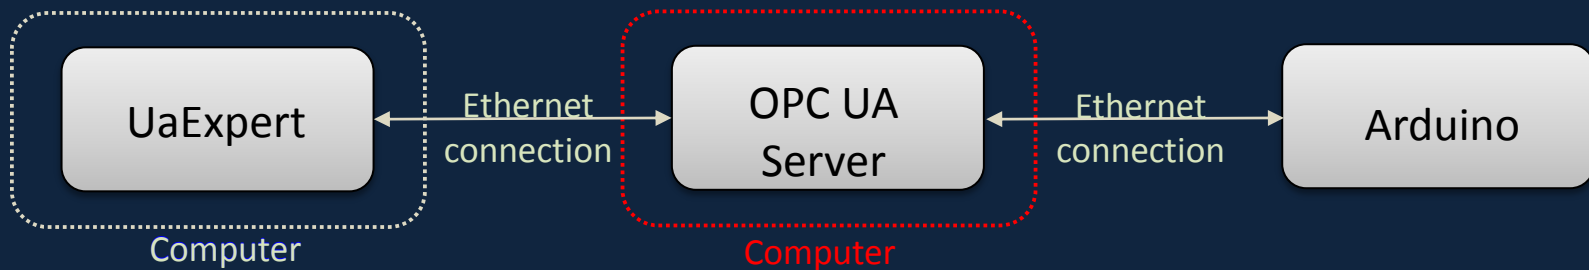 UaExpert
Ethernet
connection
OPC UA
Server
Ethernet
connection
Arduino
Computer
Computer